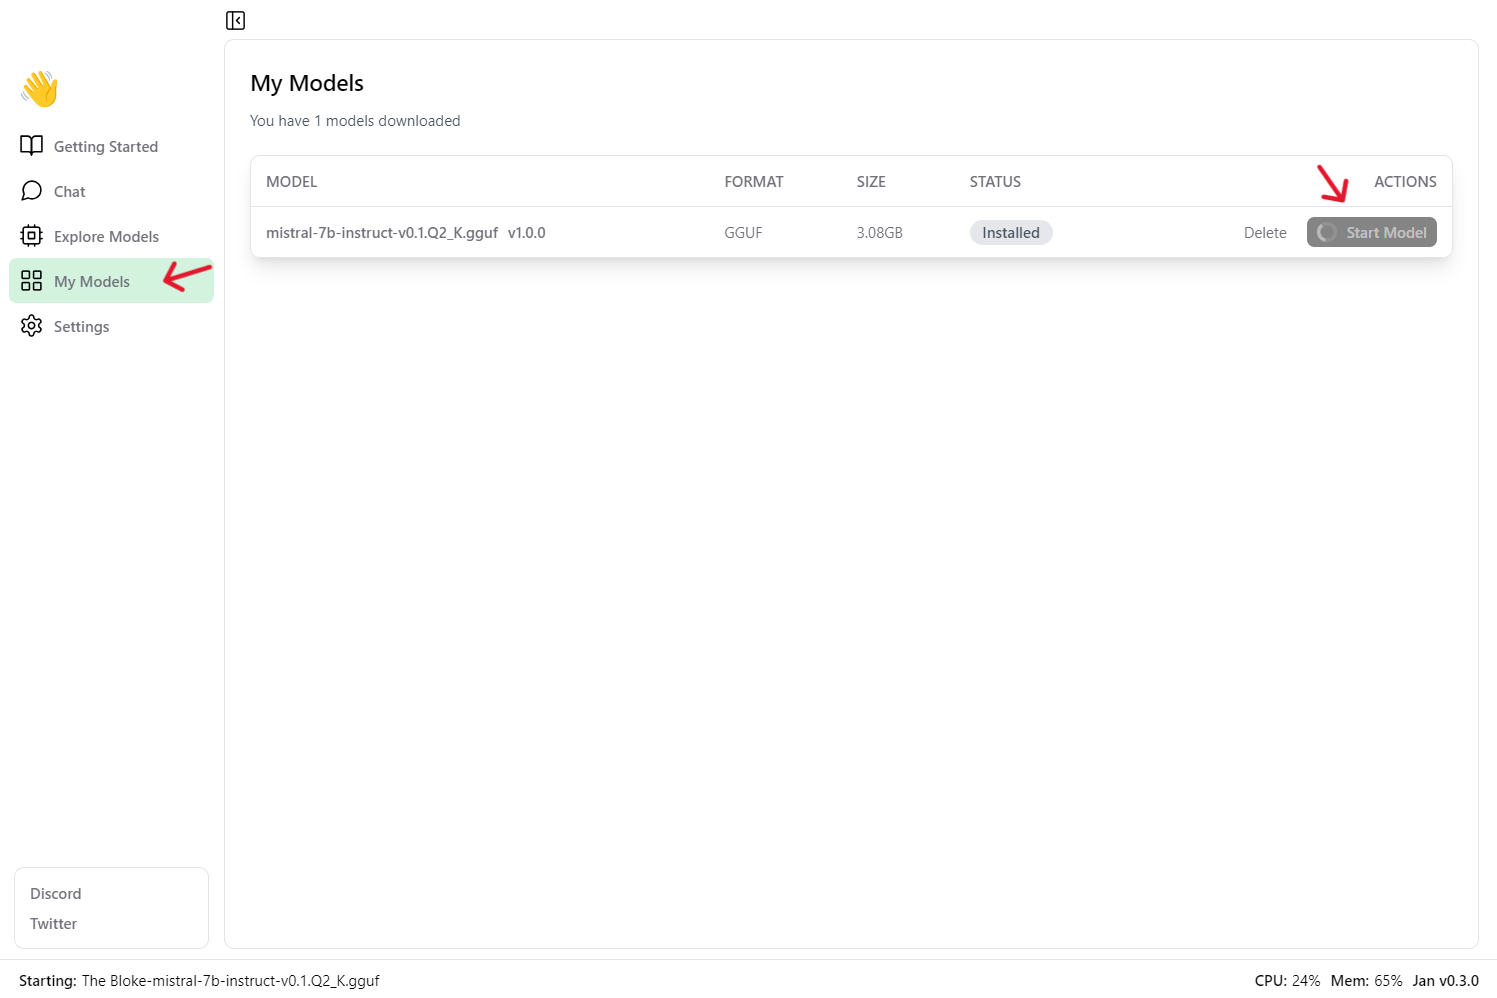 Getting Started
Chat
Explore Models
My Models
Settings
Discord
Twitter
My Models
You have 1 models downloaded
MODEL FORMAT SIZE STATUS ACTIONS
mistral-7b-instruct-v0.1.Q2_K.gguf v1.0.0 GGUF 3.08GB Installed Delete Start Model
Starting: The Bloke-mistral-7b-instruct-v0.1.Q2_K.gguf CPU: 24% Mem: 65% Jan v0.3.0